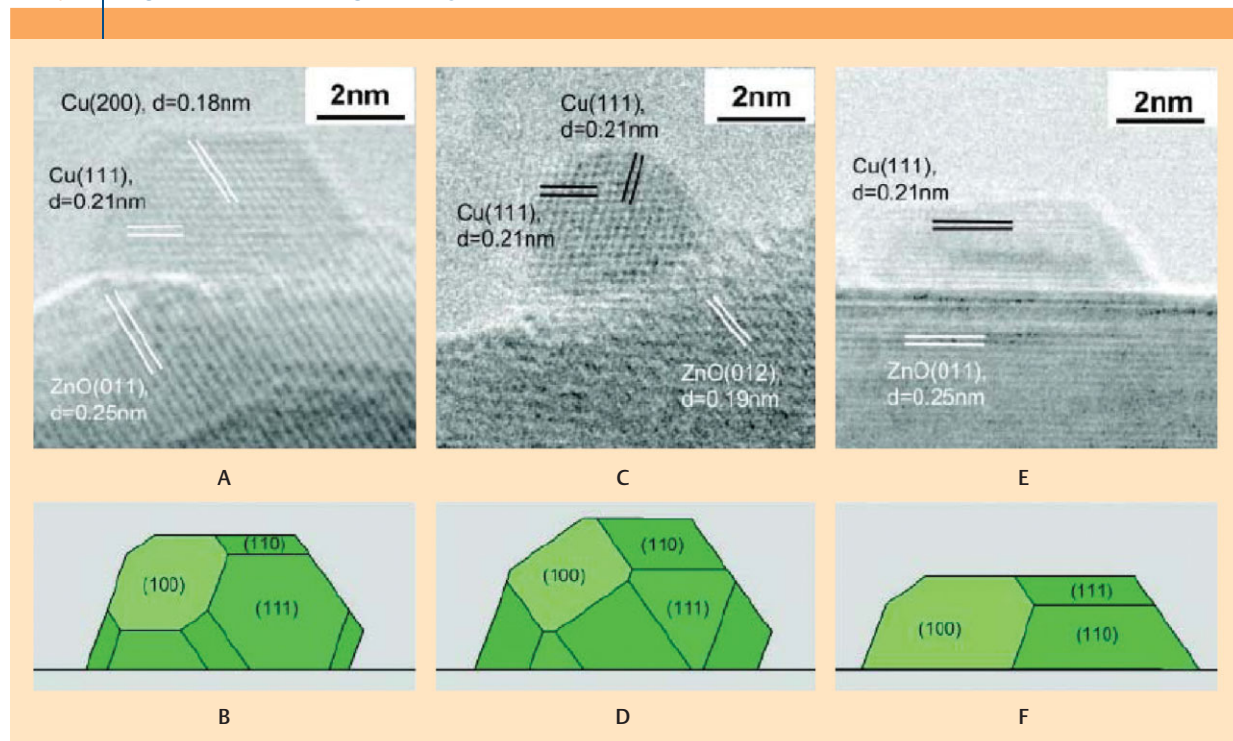 2nm
Cu(200), d=0.18nm
Cu(111),
d=0.21nm
ZnO(011),
d=0.25nm
A
2nm
Cu(111),
d=0.21nm
Cu(111),
d=0.21nm
ZnO(012),
d=0.19nm
C
2nm
Cu(111),
d=0.21nm
ZnO(011),
d=0.25nm
E
(110)
(100)
(111)
B
(110)
(100)
(111)
D
(111)
(100)
(110)
F